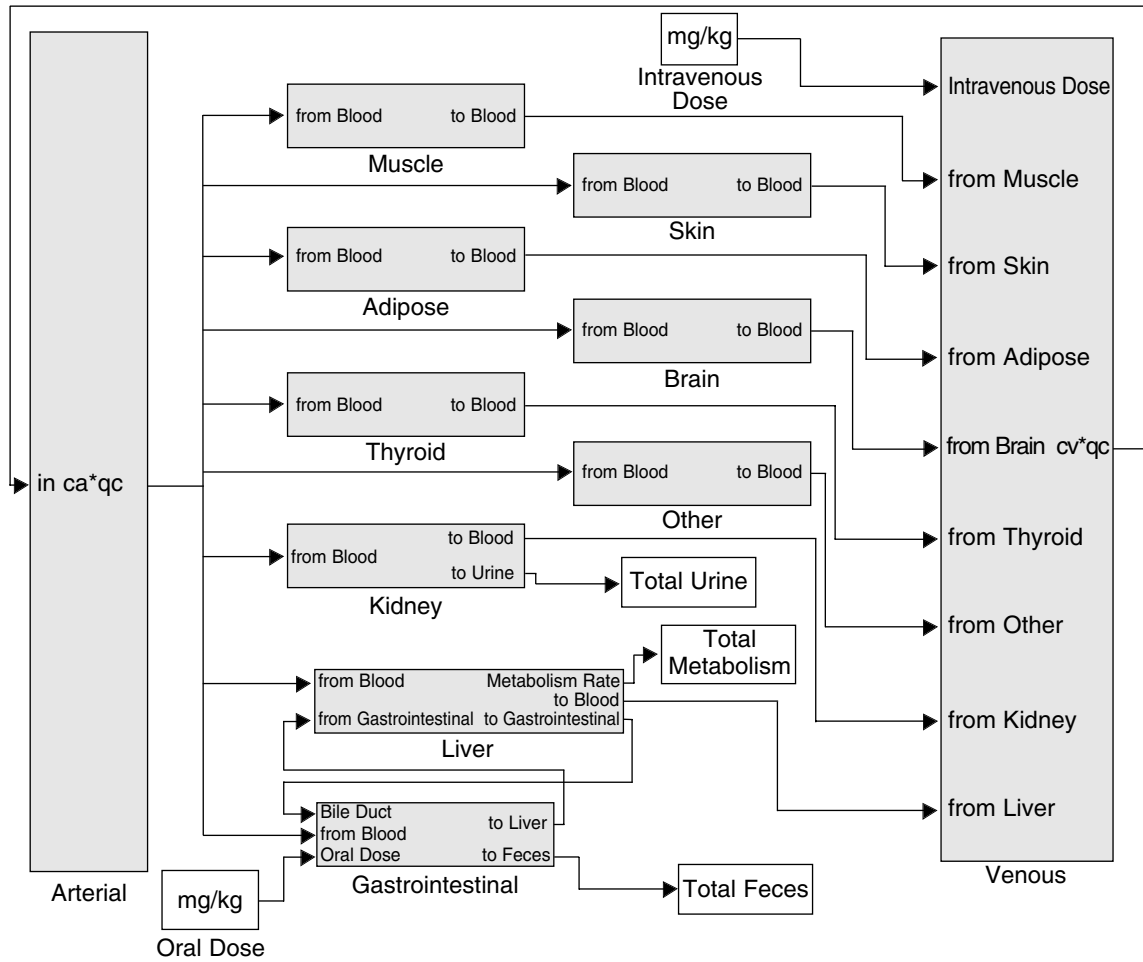 mg/kg
Intravenous
Dose
Intravenous Dose
from Blood to Blood
Muscle
from Muscle
from Blood to Blood
Skin
from Skin
from Blood to Blood
Adipose
from Blood to Blood
Brain
from Adipose
from Blood to Blood
Thyroid
from Brain cv*qc
in ca*qc
from Blood to Blood
Other
from Blood
to Blood
to Urine
Kidney
from Thyroid
Total Urine
from Other
Total
Metabolism
from Blood Metabolism Rate
to Blood
from Gastrointestinal to Gastrointestinal
Liver
from Kidney
Bile Duct
from Blood
Oral Dose
to Liver
to Feces
Gastrointestinal
from Liver
Arterial
Venous
Total Feces
mg/kg
Oral Dose